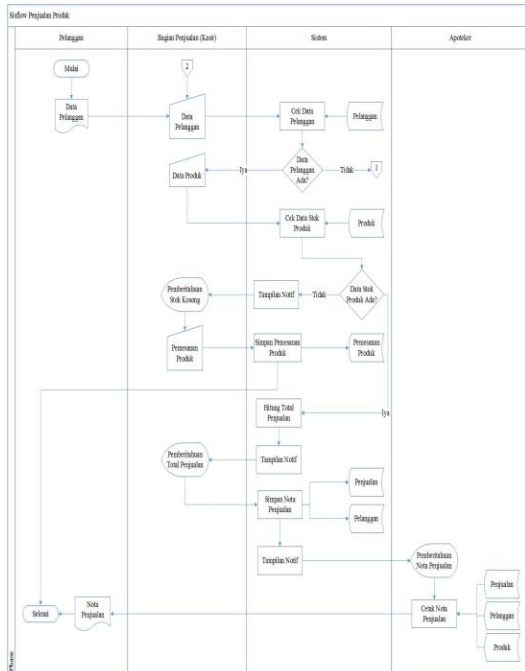 Sisflow Penjualan Produk
Pelanggan
Bagian Penjualan (Kasir)
Sistem
Apoteker
Mulai
2
Data
Pelanggan
Data
Pelanggan
Cek Data
Pelanggan
Pelanggan
Data Produk
Iya
Data
Pelanggan
Ada?
Tidak
1
Cek Data Stok
Produk
Produk
Pemberitahuan
Stok Kosong
Tampilan Notif
Tidak
Data Stok
Produk Ada?
Pemesanan
Produk
Simpan Pemesanan
Produk
Pemesanan
Produk
Hitung Total
Penjualan
Iya
Pemberitahuan
Total Penjualan
Tampilan Notif
Simpan Nota
Penjualan
Penjualan
Pelanggan
Tampilan Notif
Pemberitahuan
Nota Penjualan
Selesai
Nota
Penjualan
Cetak Nota
Penjualan
Penjualan
Pelanggan
Produk
Phase